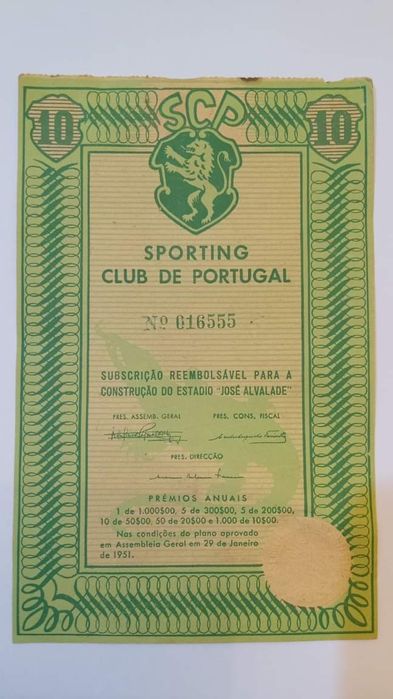 10 SCP 10
SPORTING
CLUB DE PORTUGAL
Nº 016555
SUBSCRIÇÃO REEMBOLSÁVEL PARA A
CONSTRUÇÃO DO ESTADIO "JOSÉ ALVALADE"
PRES. ASSEMB. GERAL PRES. CONS. FISCAL
PRES. DIRECÇÃO
PRÉMIOS ANUAIS
1 de 1.000$00, 5 de 300$00, 5 de 200$00,
10 de 50$00, 50 de 20$00 e 1.000 de 10$00.
Nas condições do plano aprovado
em Assembleia Geral em 29 de Janeiro
de 1951.